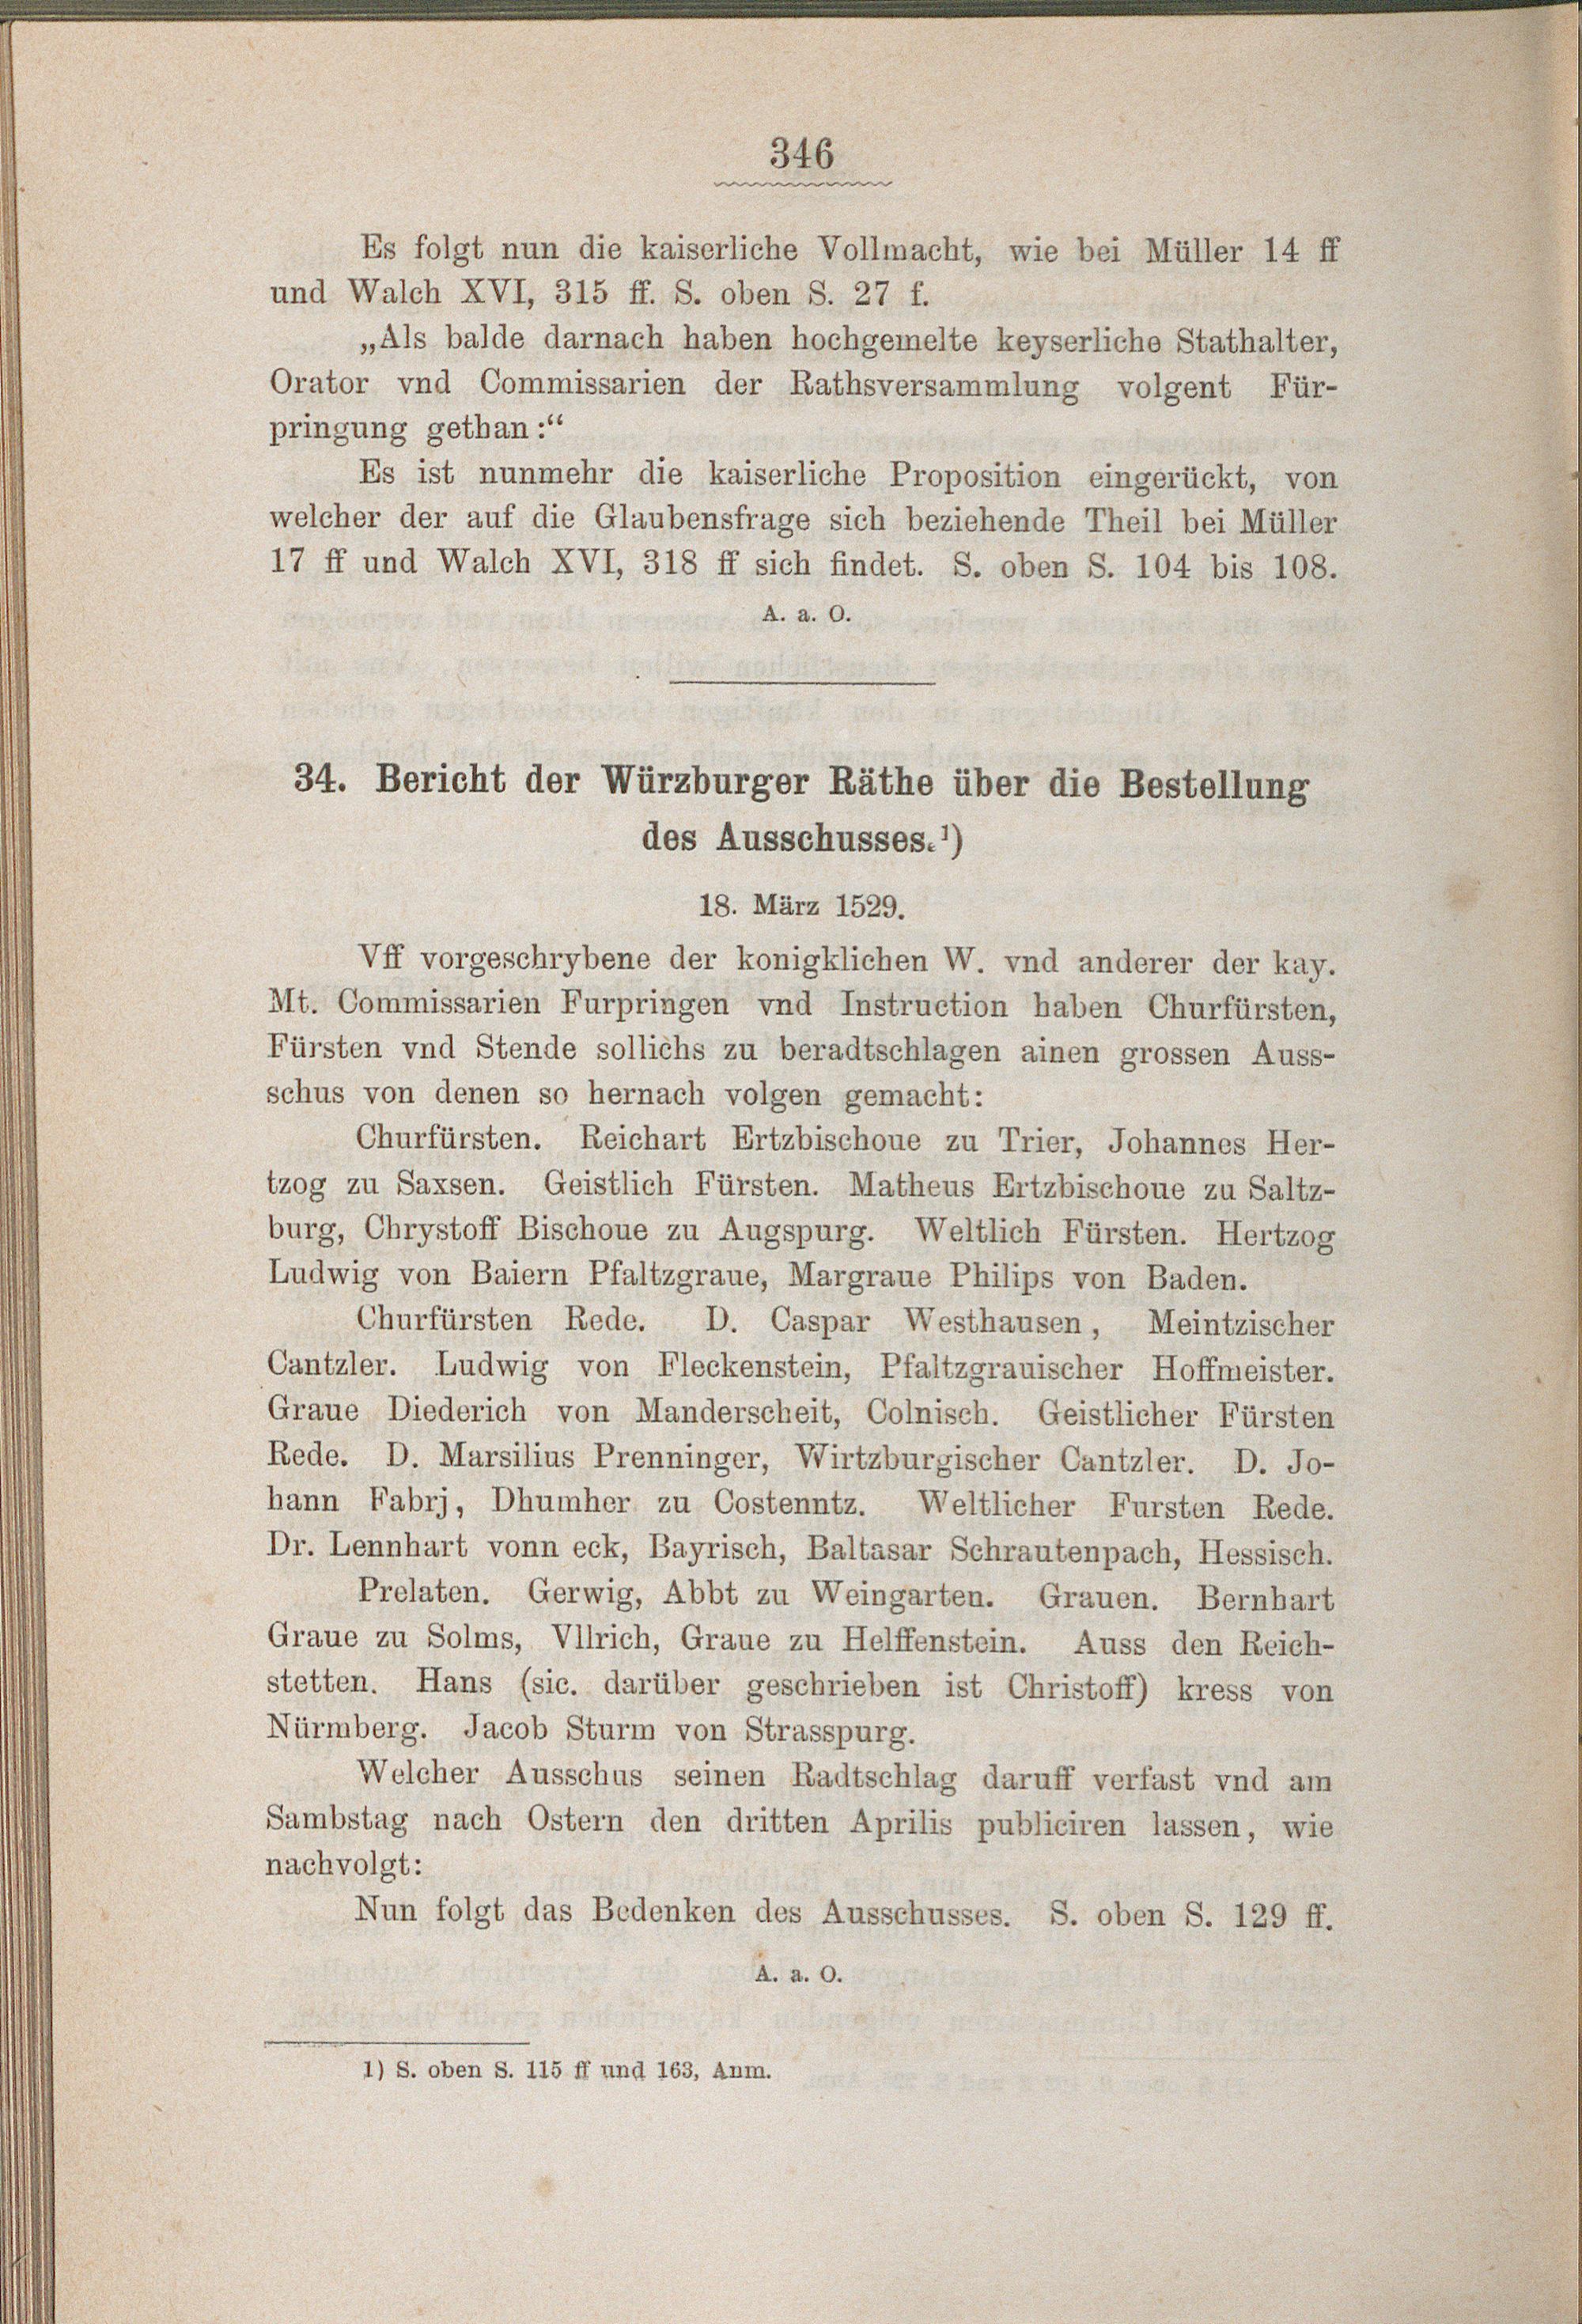 346
Es folgt nun die kaiserliche Vollmacht, wie bei Müller 14 ff
und Walch XVI, 315 ff. S. oben S. 27 f.
„Als balde darnach haben hochgemelte keyserliche Stathalter,
Orator vnd Commissarien der Rathsversammlung volgent Für-
pringung gethan:“
Es ist nunmehr die kaiserliche Proposition eingerückt, von
welcher der auf die Glaubensfrage sich beziehende Theil bei Müller
17 ff und Walch XVI, 318 ff sich findet. S. oben S. 104 bis 108.
A. a. O.
34. Bericht der Würzburger Räthe über die Bestellung
des Ausschusses.¹)
18. März 1529.
Vff vorgeschrybene der konigklichen W. vnd anderer der kay.
Mt. Commissarien Furpringen vnd Instruction haben Churfürsten,
Fürsten vnd Stende sollichs zu beradtschlagen ainen grossen Auss-
schus von denen so hernach volgen gemacht:
Churfürsten. Reichart Ertzbischoue zu Trier, Johannes Her-
tzog zu Saxsen. Geistlich Fürsten. Matheus Ertzbischoue zu Saltz-
burg, Chrystoff Bischoue zu Augspurg. Weltlich Fürsten. Hertzog
Ludwig von Baiern Pfaltzgraue, Margraue Philips von Baden.
Churfürsten Rede. D. Caspar Westhausen, Meintzischer
Cantzler. Ludwig von Fleckenstein, Pfaltzgrauischer Hoffmeister.
Graue Diederich von Manderscheit, Colnisch. Geistlicher Fürsten
Rede. D. Marsilius Prenninger, Wirtzburgischer Cantzler. D. Jo-
hann Fabrj, Dhumher zu Costenntz. Weltlicher Fursten Rede.
Dr. Lennhart vonn eck, Bayrisch, Baltasar Schrautenpach, Hessisch.
Prelaten. Gerwig, Abbt zu Weingarten. Grauen. Bernhart
Graue zu Solms, Vllrich, Graue zu Helffenstein. Auss den Reich-
stetten. Hans (sic. darüber geschrieben ist Christoff) kress von
Nürmberg. Jacob Sturm von Strasspurg.
Welcher Ausschus seinen Radtschlag daruff verfast vnd am
Sambstag nach Ostern den dritten Aprilis publiciren lassen, wie
nachvolgt:
Nun folgt das Bedenken des Ausschusses. S. oben S. 129 ff.
A. a. O.
1) S. oben S. 115 ff und 163, Anm.